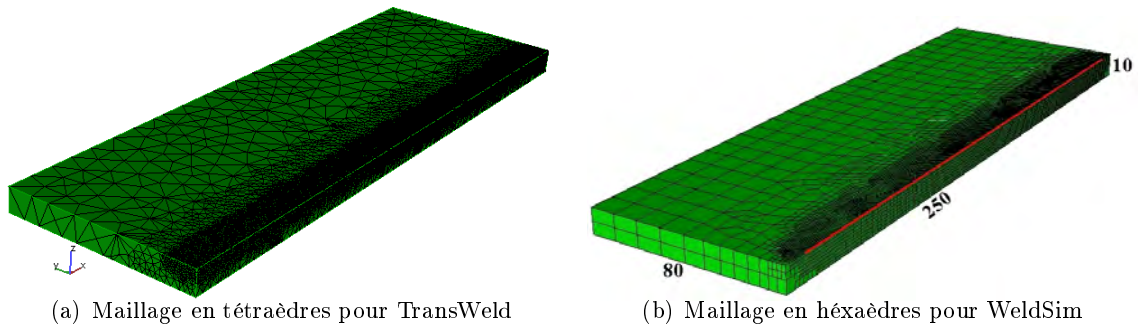 10
250
80
z
y
x
(a) Maillage en tétraèdres pour TransWeld
(b) Maillage en héxaèdres pour WeldSim